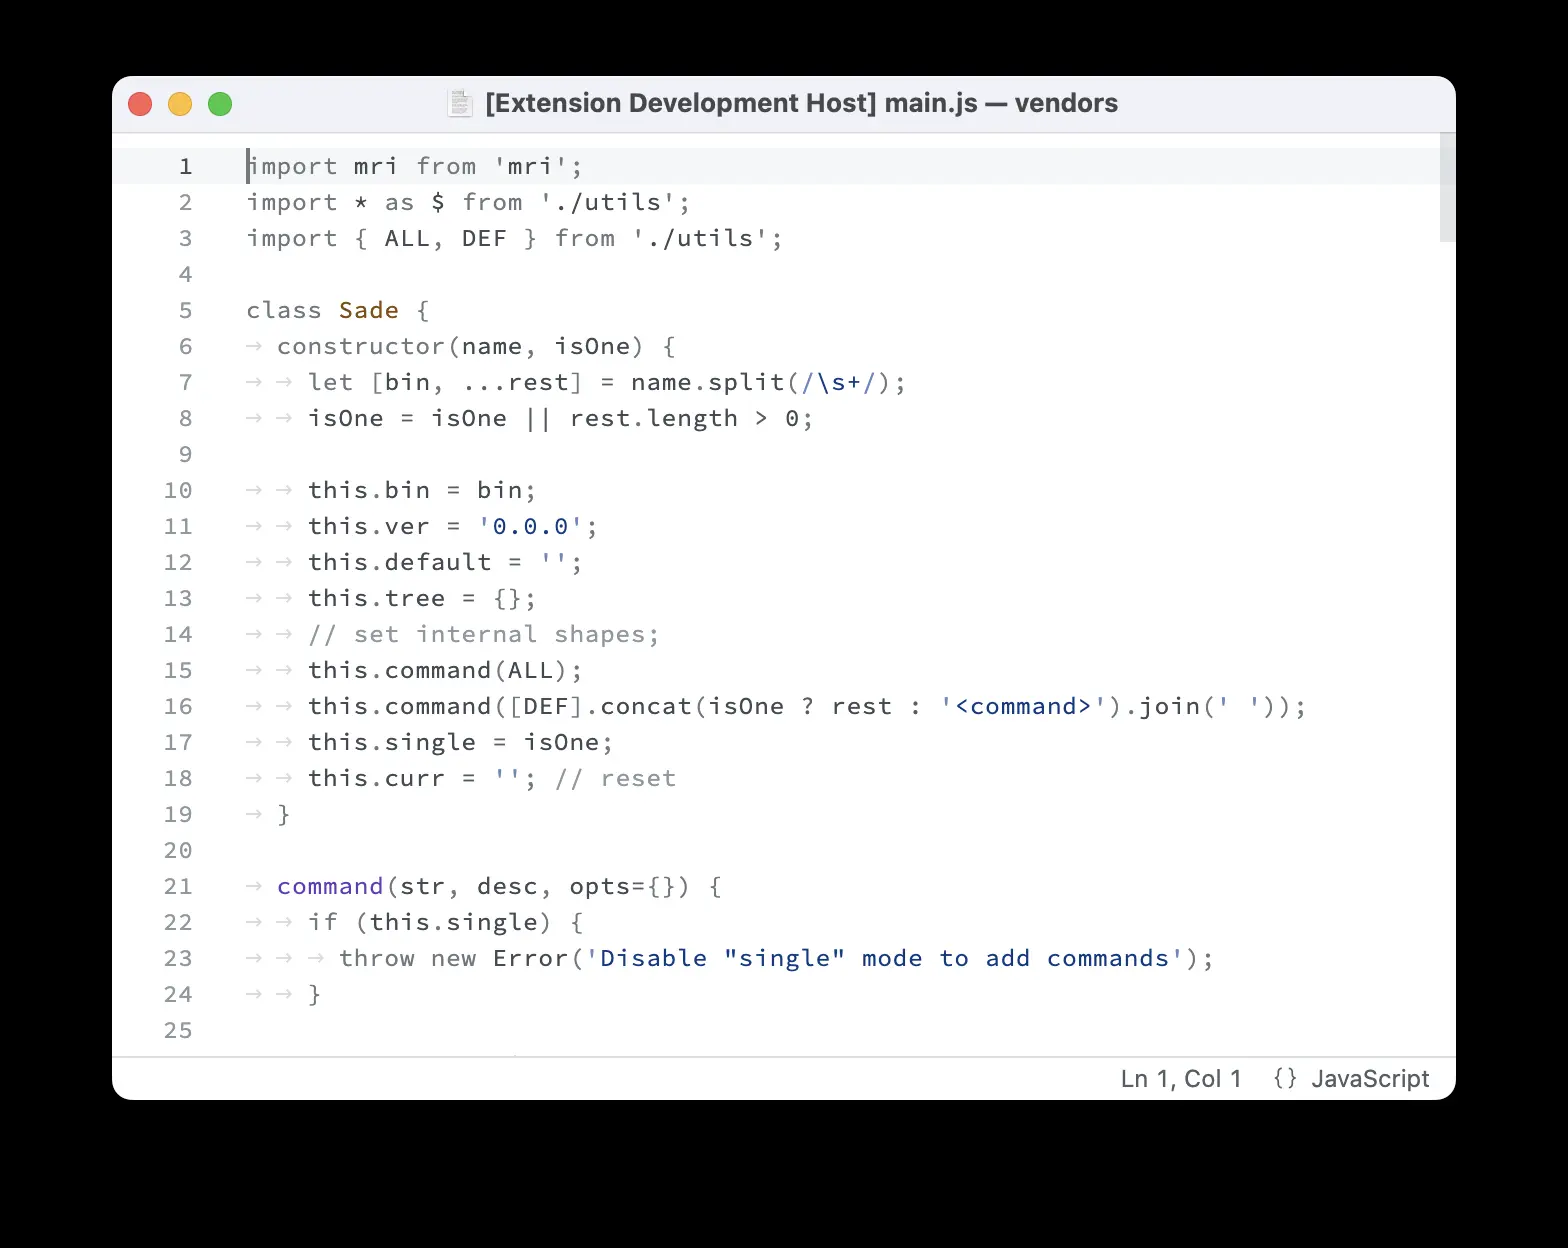 [Extension Development Host] main.js — vendors
1 import mri from 'mri';
2 import * as $ from './utils';
3 import { ALL, DEF } from './utils';
4
5 class Sade {
6 → constructor(name, isOne) {
7 → → let [bin, ...rest] = name.split(/\s+/);
8 → → isOne = isOne || rest.length > 0;
9
10 → → this.bin = bin;
11 → → this.ver = '0.0.0';
12 → → this.default = '';
13 → → this.tree = {};
14 → → // set internal shapes;
15 → → this.command(ALL);
16 → → this.command([DEF].concat(isOne ? rest : '<command>').join(' '));
17 → → this.single = isOne;
18 → → this.curr = ''; // reset
19 → }
20
21 → command(str, desc, opts={}) {
22 → → if (this.single) {
23 → → → throw new Error('Disable "single" mode to add commands');
24 → → }
25
Ln 1, Col 1 {} JavaScript